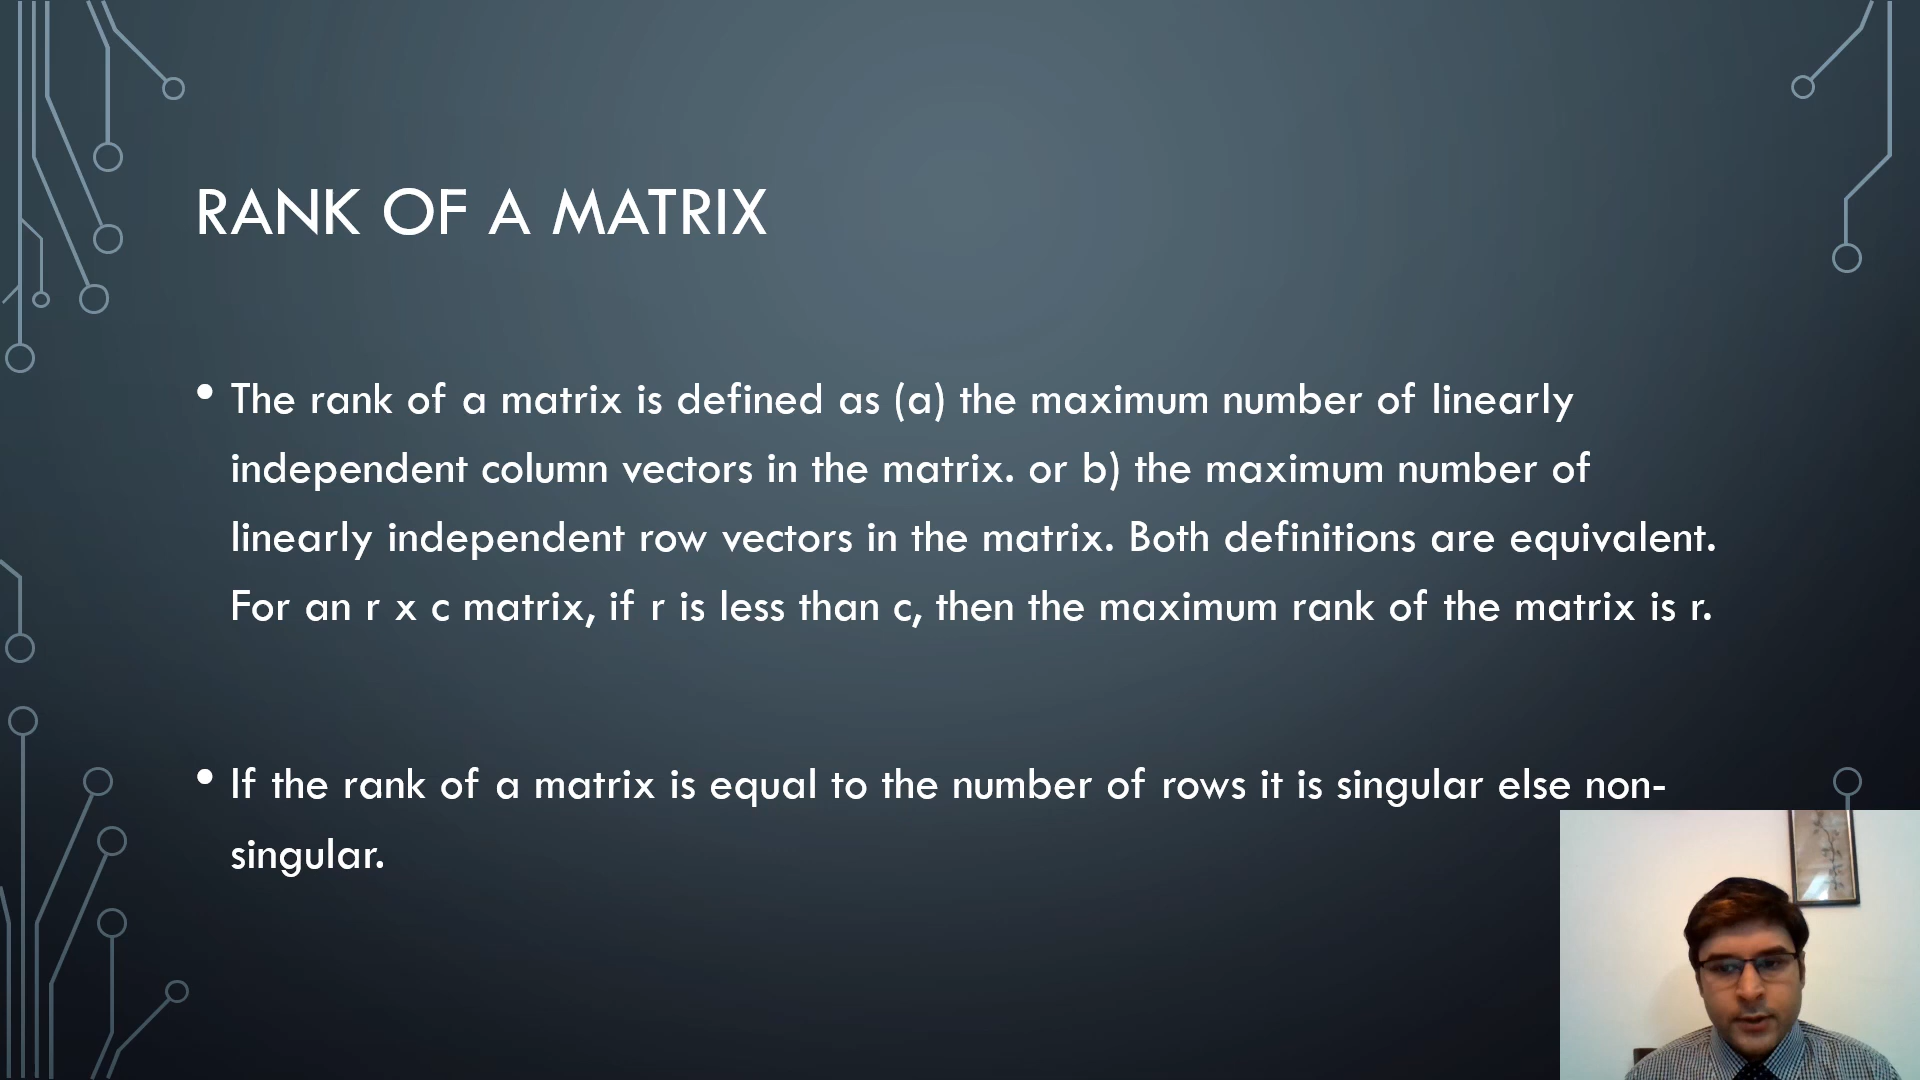 RANK OF A MATRIX
• The rank of a matrix is defined as (a) the maximum number of linearly
independent column vectors in the matrix. or b) the maximum number of
linearly independent row vectors in the matrix. Both definitions are equivalent.
For an r x c matrix, if r is less than c, then the maximum rank of the matrix is r.
• If the rank of a matrix is equal to the number of rows it is singular else non-
singular.